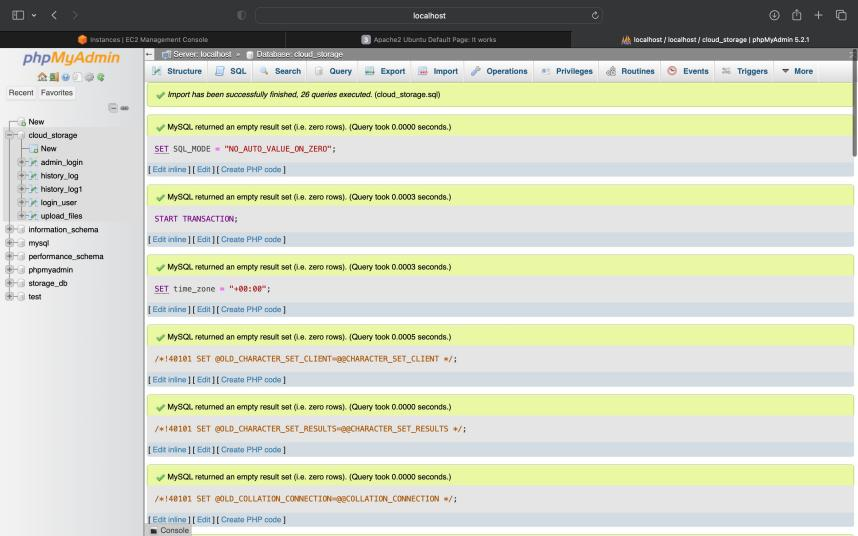 localhost
Instances | EC2 Management Console
Apache2 Ubuntu Default Page: It works
localhost / localhost / cloud_storage | phpMyAdmin 5.2.1
phpMyAdmin
Recent Favorites
New
cloud_storage
New
admin_login
history_log
history_log1
login_user
upload_files
information_schema
mysql
performance_schema
phpmyadmin
storage_db
test
Server: localhost » Database: cloud_storage
Structure SQL Search Query Export Import Operations Privileges Routines Events Triggers More
Import has been successfully finished, 26 queries executed. (cloud_storage.sql)
MySQL returned an empty result set (i.e. zero rows). (Query took 0.0000 seconds.)
SET SQL_MODE = "NO_AUTO_VALUE_ON_ZERO";
[ Edit inline ] [ Edit ] [ Create PHP code ]
MySQL returned an empty result set (i.e. zero rows). (Query took 0.0003 seconds.)
START TRANSACTION;
[ Edit inline ] [ Edit ] [ Create PHP code ]
MySQL returned an empty result set (i.e. zero rows). (Query took 0.0003 seconds.)
SET time_zone = "+00:00";
[ Edit inline ] [ Edit ] [ Create PHP code ]
MySQL returned an empty result set (i.e. zero rows). (Query took 0.0005 seconds.)
/*!40101 SET @OLD_CHARACTER_SET_CLIENT=@@CHARACTER_SET_CLIENT */;
[ Edit inline ] [ Edit ] [ Create PHP code ]
MySQL returned an empty result set (i.e. zero rows). (Query took 0.0000 seconds.)
/*!40101 SET @OLD_CHARACTER_SET_RESULTS=@@CHARACTER_SET_RESULTS */;
[ Edit inline ] [ Edit ] [ Create PHP code ]
MySQL returned an empty result set (i.e. zero rows). (Query took 0.0000 seconds.)
/*!40101 SET @OLD_COLLATION_CONNECTION=@@COLLATION_CONNECTION */;
[ Edit inline ] [ Edit ] [ Create PHP code ]
Console